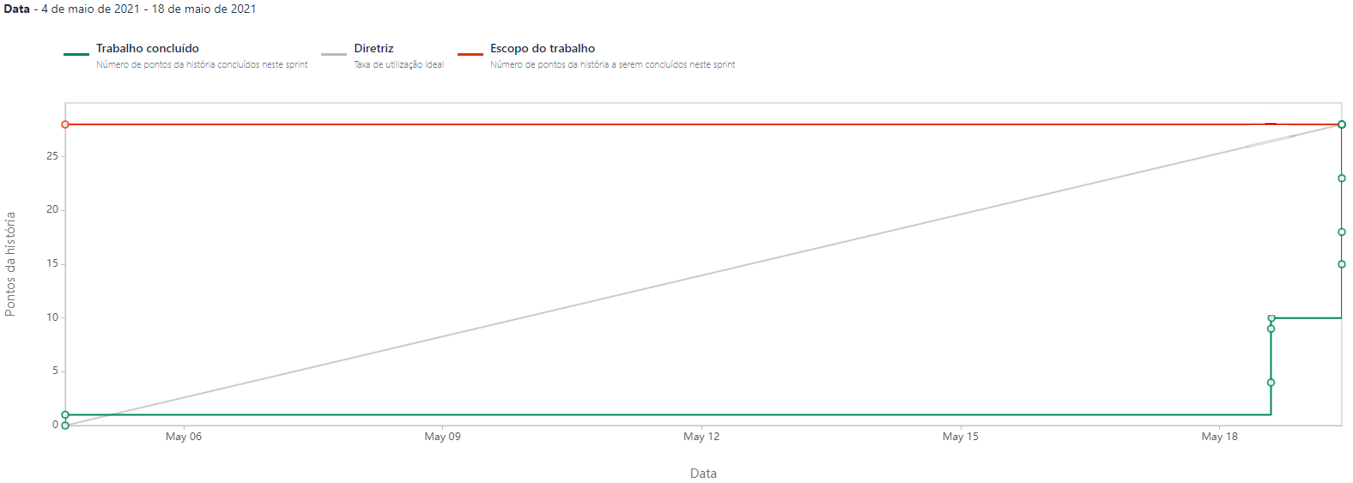 Data - 4 de maio de 2021 - 18 de maio de 2021
Trabalho concluído Diretriz Escopo do trabalho
Número de pontos da história concluídos neste sprint Taxa de utilização ideal Número de pontos da história a serem concluídos neste sprint
Pontos da história
25
20
15
10
5
0
May 06 May 09 May 12 May 15 May 18
Data